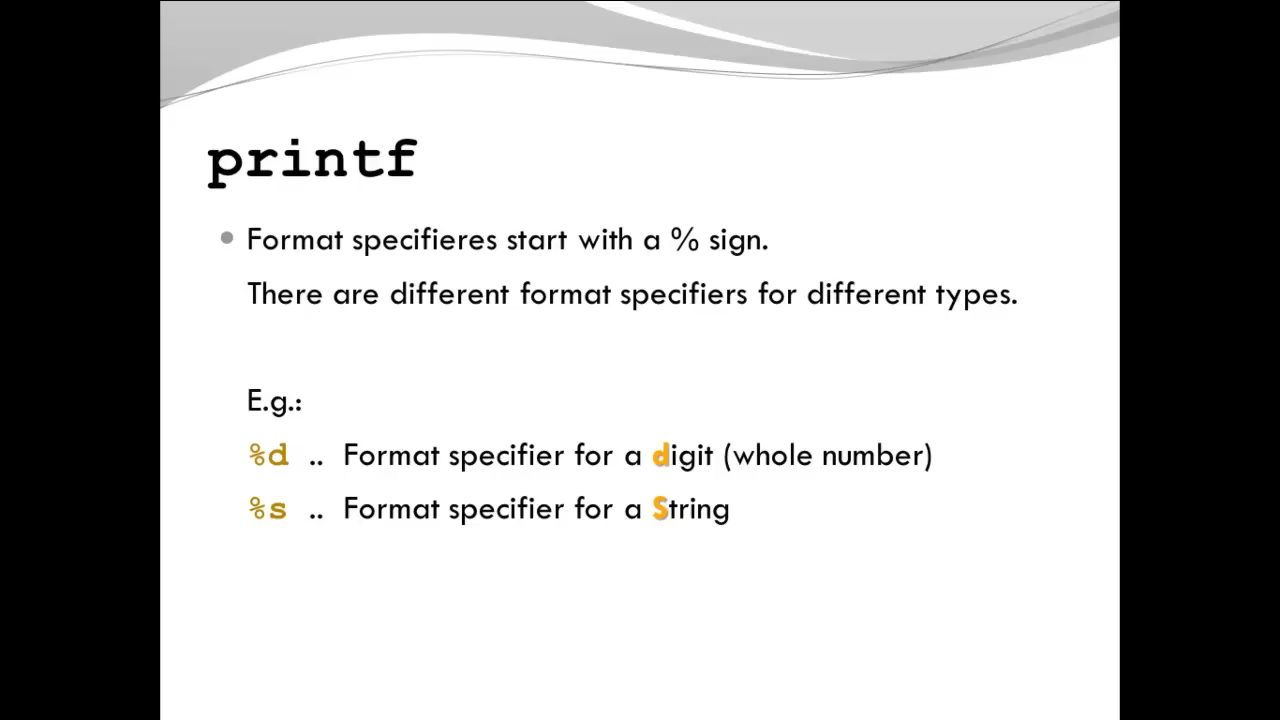 printf
Format specifieres start with a % sign.
There are different format specifiers for different types.
E.g.:
%d .. Format specifier for a digit (whole number)
%s .. Format specifier for a String